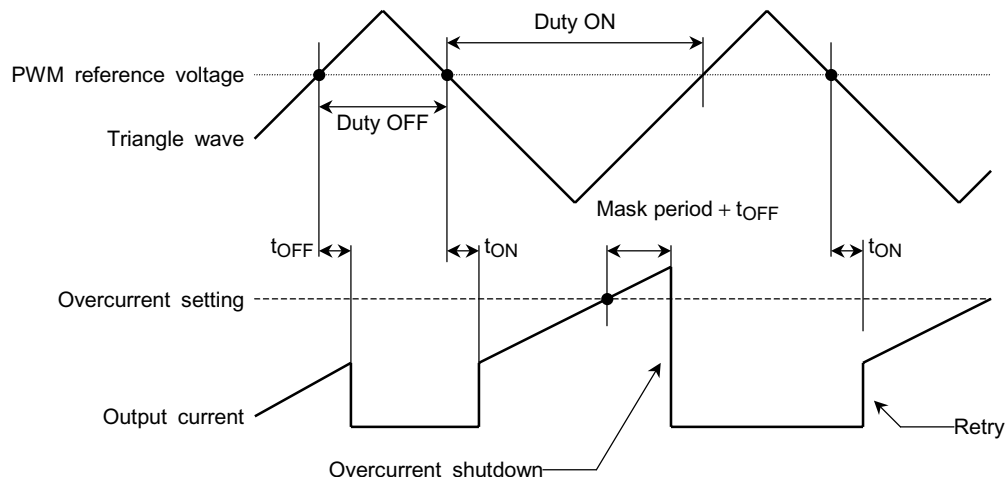 Duty ON
PWM reference voltage
Duty OFF
Triangle wave
Mask period + tOFF
tOFF
tON
tON
Overcurrent setting
Output current
Retry
Overcurrent shutdown